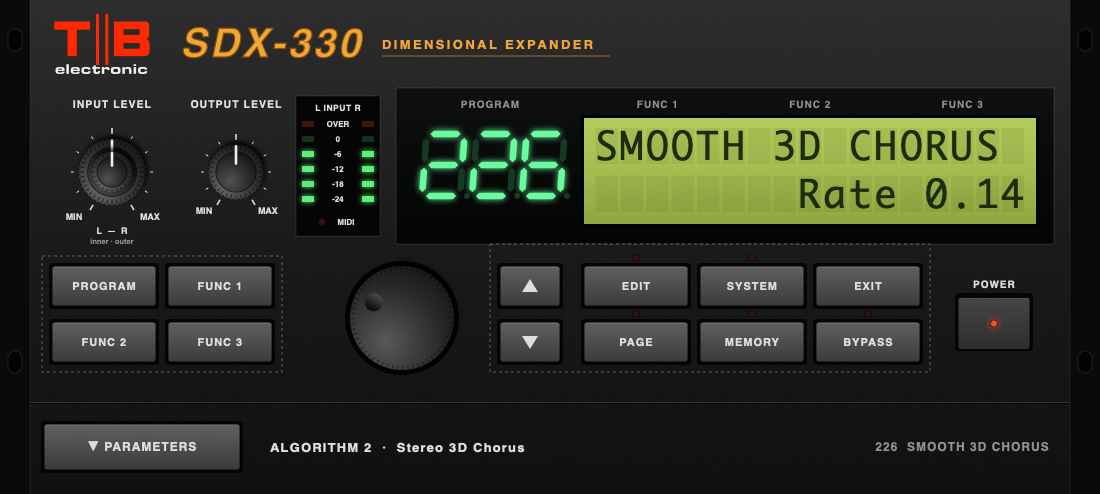 TB
electronic
SDX-330
DIMENSIONAL EXPANDER
INPUT LEVEL
OUTPUT LEVEL
MIN
MAX
MIN
MAX
L — R
inner · outer
L INPUT R
OVER
0
-6
-12
-18
-24
MIDI
PROGRAM
FUNC 1
FUNC 2
FUNC 3
226
SMOOTH 3D CHORUS
Rate 0.14
PROGRAM
FUNC 1
FUNC 2
FUNC 3
▲
▼
EDIT
SYSTEM
EXIT
PAGE
MEMORY
BYPASS
POWER
▼ PARAMETERS
ALGORITHM 2 · Stereo 3D Chorus
226 SMOOTH 3D CHORUS